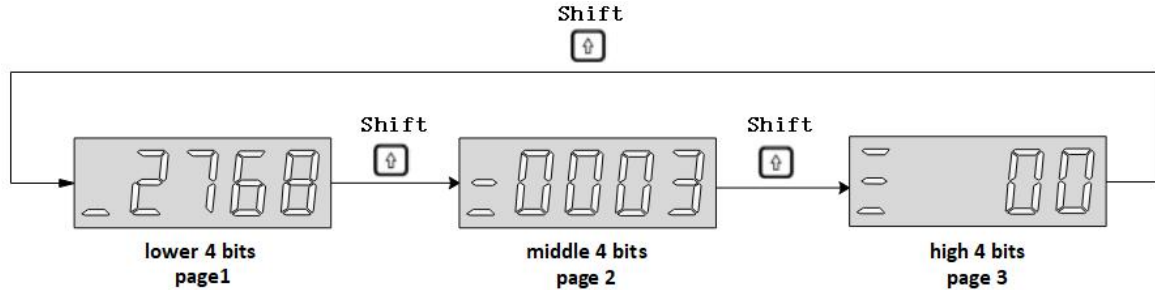 Shift
Shift
Shift
_2768
0003
00
lower 4 bits
page1
middle 4 bits
page 2
high 4 bits
page 3